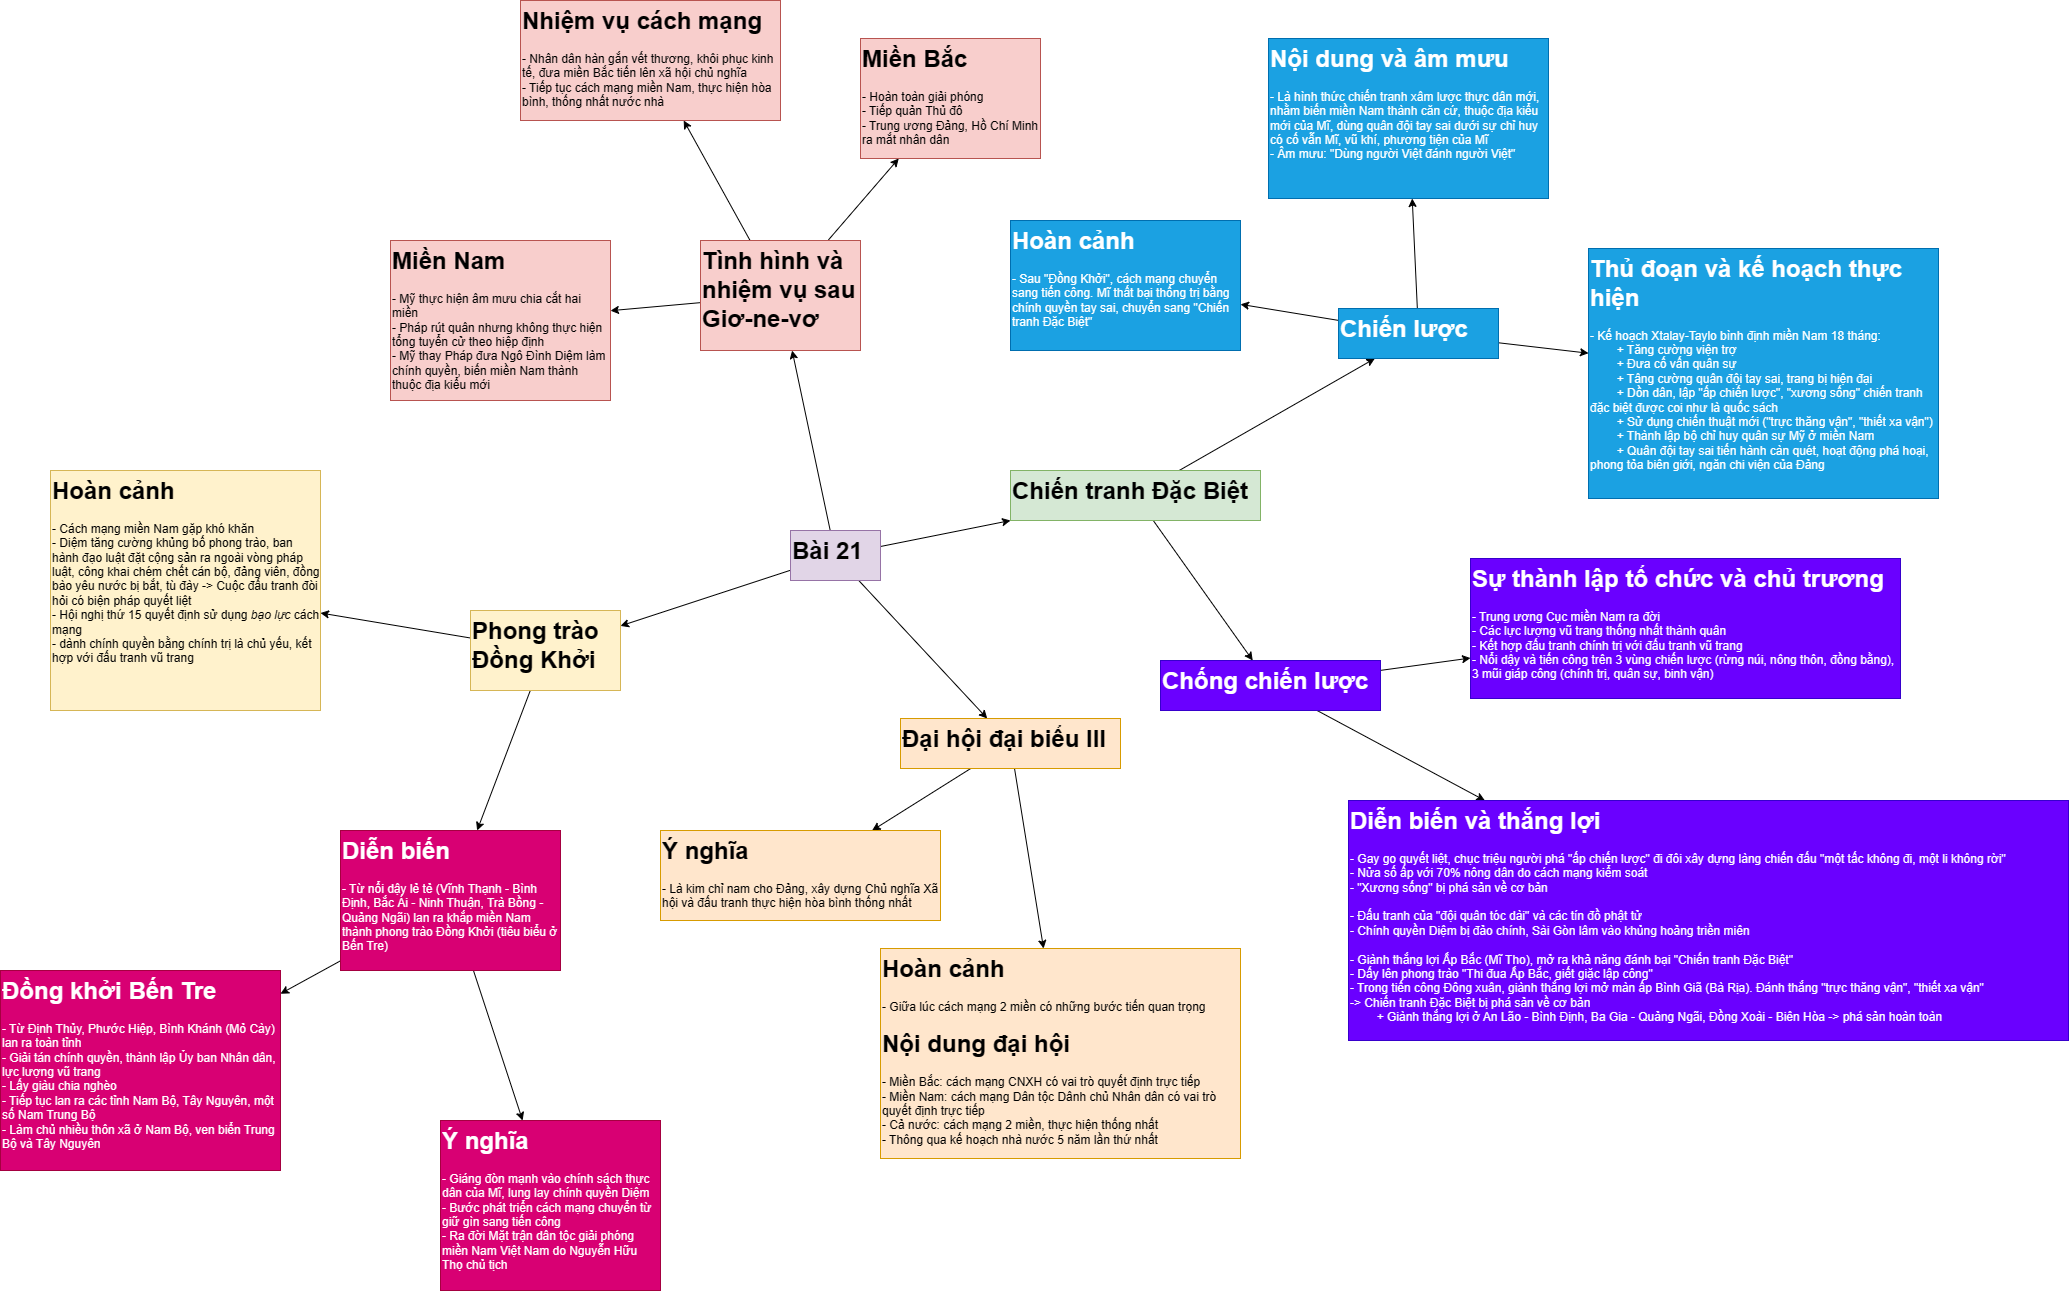 Nhiệm vụ cách mạng
- Nhân dân hàn gắn vết thương, khôi phục kinh
tế, đưa miền Bắc tiến lên xã hội chủ nghĩa
- Tiếp tục cách mạng miền Nam, thực hiện hòa
bình, thống nhất nước nhà
Miền Bắc
- Hoàn toàn giải phóng
- Tiếp quản Thủ đô
- Trung ương Đảng, Hồ Chí Minh
ra mắt nhân dân
Nội dung và âm mưu
- Là hình thức chiến tranh xâm lược thực dân mới,
nhằm biến miền Nam thành căn cứ, thuộc địa kiểu
mới của Mĩ, dùng quân đội tay sai dưới sự chỉ huy
có cố vẫn Mĩ, vũ khí, phương tiện của Mĩ
- Âm mưu: "Dùng người Việt đánh người Việt"
Miền Nam
- Mỹ thực hiện âm mưu chia cắt hai
miền
- Pháp rút quân nhưng không thực hiện
tổng tuyển cử theo hiệp định
- Mỹ thay Pháp đưa Ngô Đình Diệm làm
chính quyền, biến miền Nam thành
thuộc địa kiểu mới
Tình hình và
nhiệm vụ sau
Giơ-ne-vơ
Hoàn cảnh
- Sau "Đồng Khởi", cách mạng chuyển
sang tiến công. Mĩ thất bại thống trị bằng
chính quyền tay sai, chuyển sang "Chiến
tranh Đặc Biệt"
Chiến lược
Thủ đoạn và kế hoạch thực
hiện
- Kế hoạch Xtalay-Taylo bình định miền Nam 18 tháng:
+ Tăng cường viện trợ
+ Đưa cố vấn quân sự
+ Tăng cường quân đội tay sai, trang bị hiện đại
+ Dồn dân, lập "ấp chiến lược", "xương sống" chiến tranh
đặc biệt được coi như là quốc sách
+ Sử dụng chiến thuật mới ("trực thăng vận", "thiết xa vận")
+ Thành lập bộ chỉ huy quân sự Mỹ ở miền Nam
+ Quân đội tay sai tiến hành càn quét, hoạt động phá hoại,
phong tỏa biên giới, ngăn chi viện của Đảng
Hoàn cảnh
- Cách mạng miền Nam gặp khó khăn
- Diệm tăng cường khủng bố phong trào, ban
hành đạo luật đặt cộng sản ra ngoài vòng pháp
luật, công khai chém chết cán bộ, đảng viên, đồng
bào yêu nước bị bắt, tù đày -> Cuộc đấu tranh đòi
hỏi có biện pháp quyết liệt
- Hội nghị thứ 15 quyết định sử dụng bạo lực cách
mạng
- dành chính quyền bằng chính trị là chủ yếu, kết
hợp với đấu tranh vũ trang
Chiến tranh Đặc Biệt
Bài 21
Phong trào
Đồng Khởi
Sự thành lập tổ chức và chủ trương
- Trung ương Cục miền Nam ra đời
- Các lực lượng vũ trang thống nhất thành quân
- Kết hợp đấu tranh chính trị với đấu tranh vũ trang
- Nổi dậy và tiến công trên 3 vùng chiến lược (rừng núi, nông thôn, đồng bằng),
3 mũi giáp công (chính trị, quân sự, binh vận)
Chống chiến lược
Đại hội đại biểu III
Diễn biến
- Từ nổi dậy lẻ tẻ (Vĩnh Thạnh - Bình
Định, Bắc Ái - Ninh Thuận, Trà Bồng -
Quảng Ngãi) lan ra khắp miền Nam
thành phong trào Đồng Khởi (tiêu biểu ở
Bến Tre)
Ý nghĩa
- Là kim chỉ nam cho Đảng, xây dựng Chủ nghĩa Xã
hội và đấu tranh thực hiện hòa bình thống nhất
Diễn biến và thắng lợi
- Gay go quyết liệt, chục triệu người phá "ấp chiến lược" đi đôi xây dựng làng chiến đấu "một tấc không đi, một li không rời"
- Nửa số ấp với 70% nông dân do cách mạng kiểm soát
- "Xương sống" bị phá sản về cơ bản
- Đấu tranh của "đội quân tóc dài" và các tín đồ phật tử
- Chính quyền Diệm bị đảo chính, Sài Gòn lâm vào khủng hoảng triền miên
- Giành thắng lợi Ấp Bắc (Mĩ Tho), mở ra khả năng đánh bại "Chiến tranh Đặc Biệt"
- Dấy lên phong trào "Thi đua Ấp Bắc, giết giặc lập công"
- Trong tiến công Đông xuân, giành thắng lợi mở màn ấp Bình Giã (Bà Rịa). Đánh thắng "trực thăng vận", "thiết xa vận"
-> Chiến tranh Đặc Biệt bị phá sản về cơ bản
+ Giành thắng lợi ở An Lão - Bình Định, Ba Gia - Quảng Ngãi, Đồng Xoài - Biên Hòa -> phá sản hoàn toàn
Đồng khởi Bến Tre
- Từ Định Thủy, Phước Hiệp, Bình Khánh (Mỏ Cày)
lan ra toàn tỉnh
- Giải tán chính quyền, thành lập Ủy ban Nhân dân,
lực lượng vũ trang
- Lấy giàu chia nghèo
- Tiếp tục lan ra các tỉnh Nam Bộ, Tây Nguyên, một
số Nam Trung Bộ
- Làm chủ nhiều thôn xã ở Nam Bộ, ven biển Trung
Bộ và Tây Nguyên
Hoàn cảnh
- Giữa lúc cách mạng 2 miền có những bước tiến quan trọng
Nội dung đại hội
- Miền Bắc: cách mạng CNXH có vai trò quyết định trực tiếp
- Miền Nam: cách mạng Dân tộc Dành chủ Nhân dân có vai trò
quyết định trực tiếp
- Cả nước: cách mạng 2 miền, thực hiện thống nhất
- Thông qua kế hoạch nhà nước 5 năm lần thứ nhất
Ý nghĩa
- Giáng đòn mạnh vào chính sách thực
dân của Mĩ, lung lay chính quyền Diệm
- Bước phát triển cách mạng chuyển từ
giữ gìn sang tiến công
- Ra đời Mặt trận dân tộc giải phóng
miền Nam Việt Nam do Nguyễn Hữu
Thọ chủ tịch